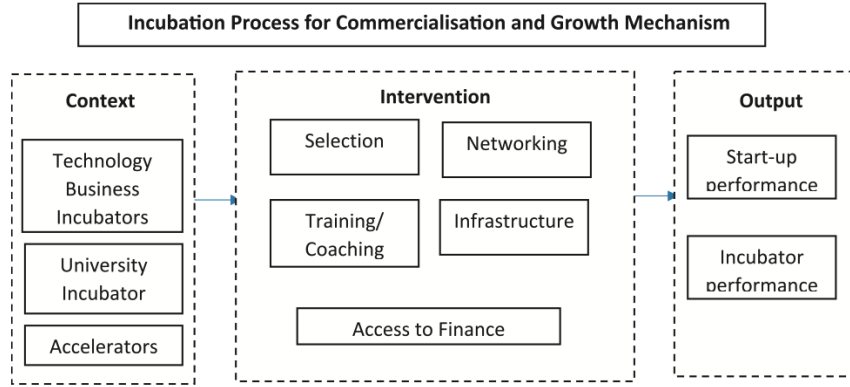 Incubation Process for Commercialisation and Growth Mechanism
Context
Technology
Business
Incubators
University
Incubator
Accelerators
Intervention
Selection
Networking
Training/
Coaching
Infrastructure
Access to Finance
Output
Start-up
performance
Incubator
performance